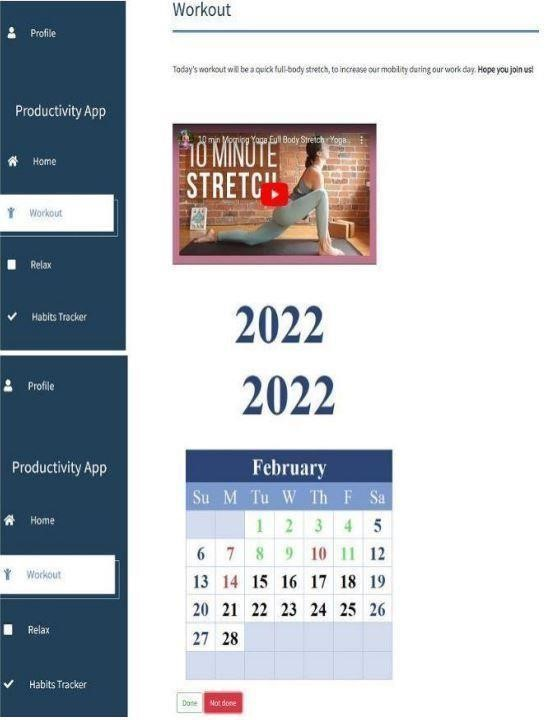 Profile
Productivity App
Home
Workout
Relax
Habits Tracker
Workout
Today's workout will be a quick full-body stretch, to increase our mobility during our work day. Hope you join us!
10 min Morning Yoga Full Body Stretch - Yoga...
10 MINUTE
STRETCH
2022
Profile
Productivity App
Home
Workout
Relax
Habits Tracker
2022
February
Su M Tu W Th F Sa
1 2 3 4 5
6 7 8 9 10 11 12
13 14 15 16 17 18 19
20 21 22 23 24 25 26
27 28
Done Not done